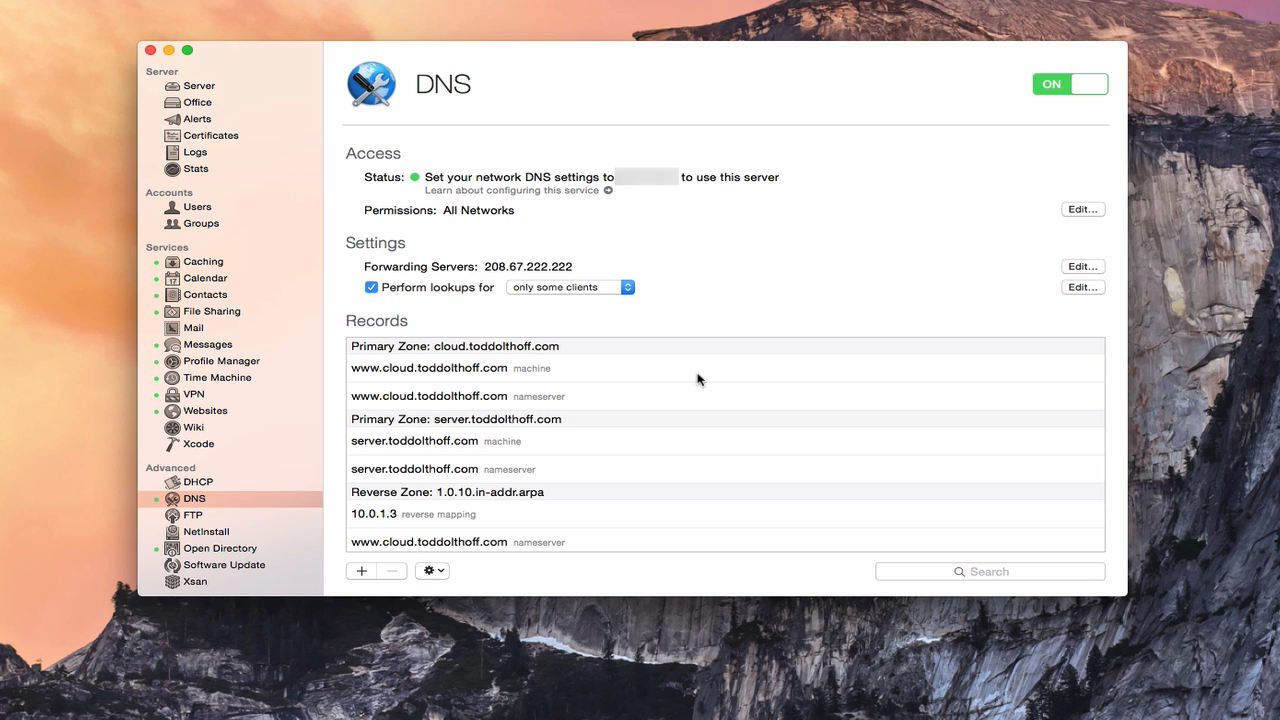 Server
Server
Office
Alerts
Certificates
Logs
Stats
Accounts
Users
Groups
Services
Caching
17 Calendar
Contacts
File Sharing
Mail
Messages
Profile Manager
Time Machine
VPN
Websites
Wiki
Xcode
Advanced
DHCP
DNS
FTP
NetInstall
Open Directory
Software Update
Xsan
DNS
ON
Access
Status: Set your network DNS settings to to use this server
Learn about configuring this service
Permissions: All Networks Edit...
Settings
Forwarding Servers: 208.67.222.222 Edit...
Perform lookups for only some clients Edit...
Records
Primary Zone: cloud.toddolthoff.com
www.cloud.toddolthoff.com machine
www.cloud.toddolthoff.com nameserver
Primary Zone: server.toddolthoff.com
server.toddolthoff.com machine
server.toddolthoff.com nameserver
Reverse Zone: 1.0.10.in-addr.arpa
10.0.1.3 reverse mapping
www.cloud.toddolthoff.com nameserver
Search